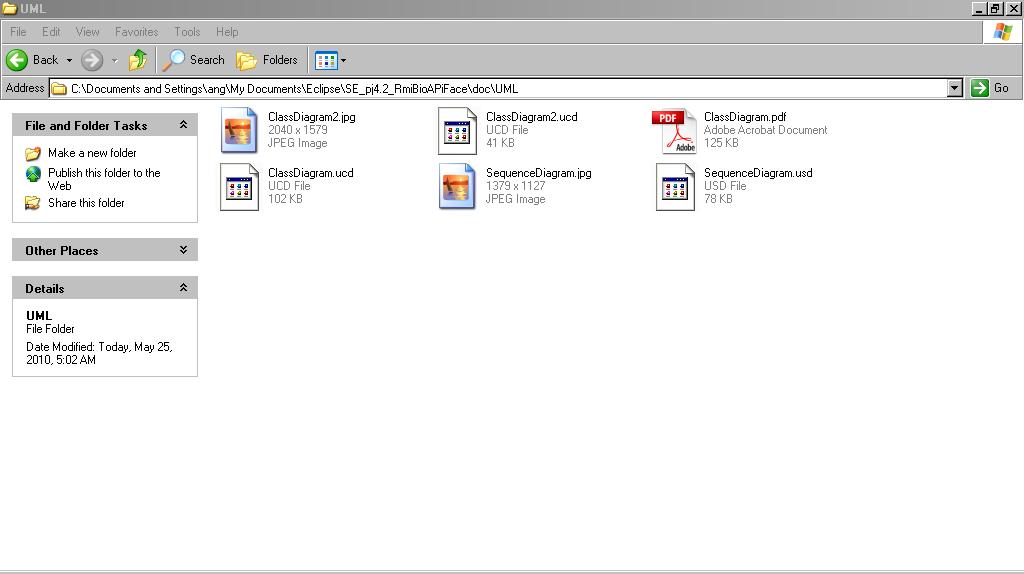 UML
File Edit View Favorites Tools Help
Back Search Folders
Address C:\Documents and Settings\ang\My Documents\Eclipse\SE_pj4.2_RmiBioAPiFace\doc\UML Go
File and Folder Tasks
Make a new folder
Publish this folder to the
Web
Share this folder
Other Places
Details
UML
File Folder
Date Modified: Today, May 25,
2010, 5:02 AM
ClassDiagram2.jpg
2040 x 1579
JPEG Image
ClassDiagram2.ucd
UCD File
41 KB
PDF
Adobe
ClassDiagram.pdf
Adobe Acrobat Document
125 KB
ClassDiagram.ucd
UCD File
102 KB
SequenceDiagram.jpg
1379 x 1127
JPEG Image
SequenceDiagram.usd
USD File
78 KB